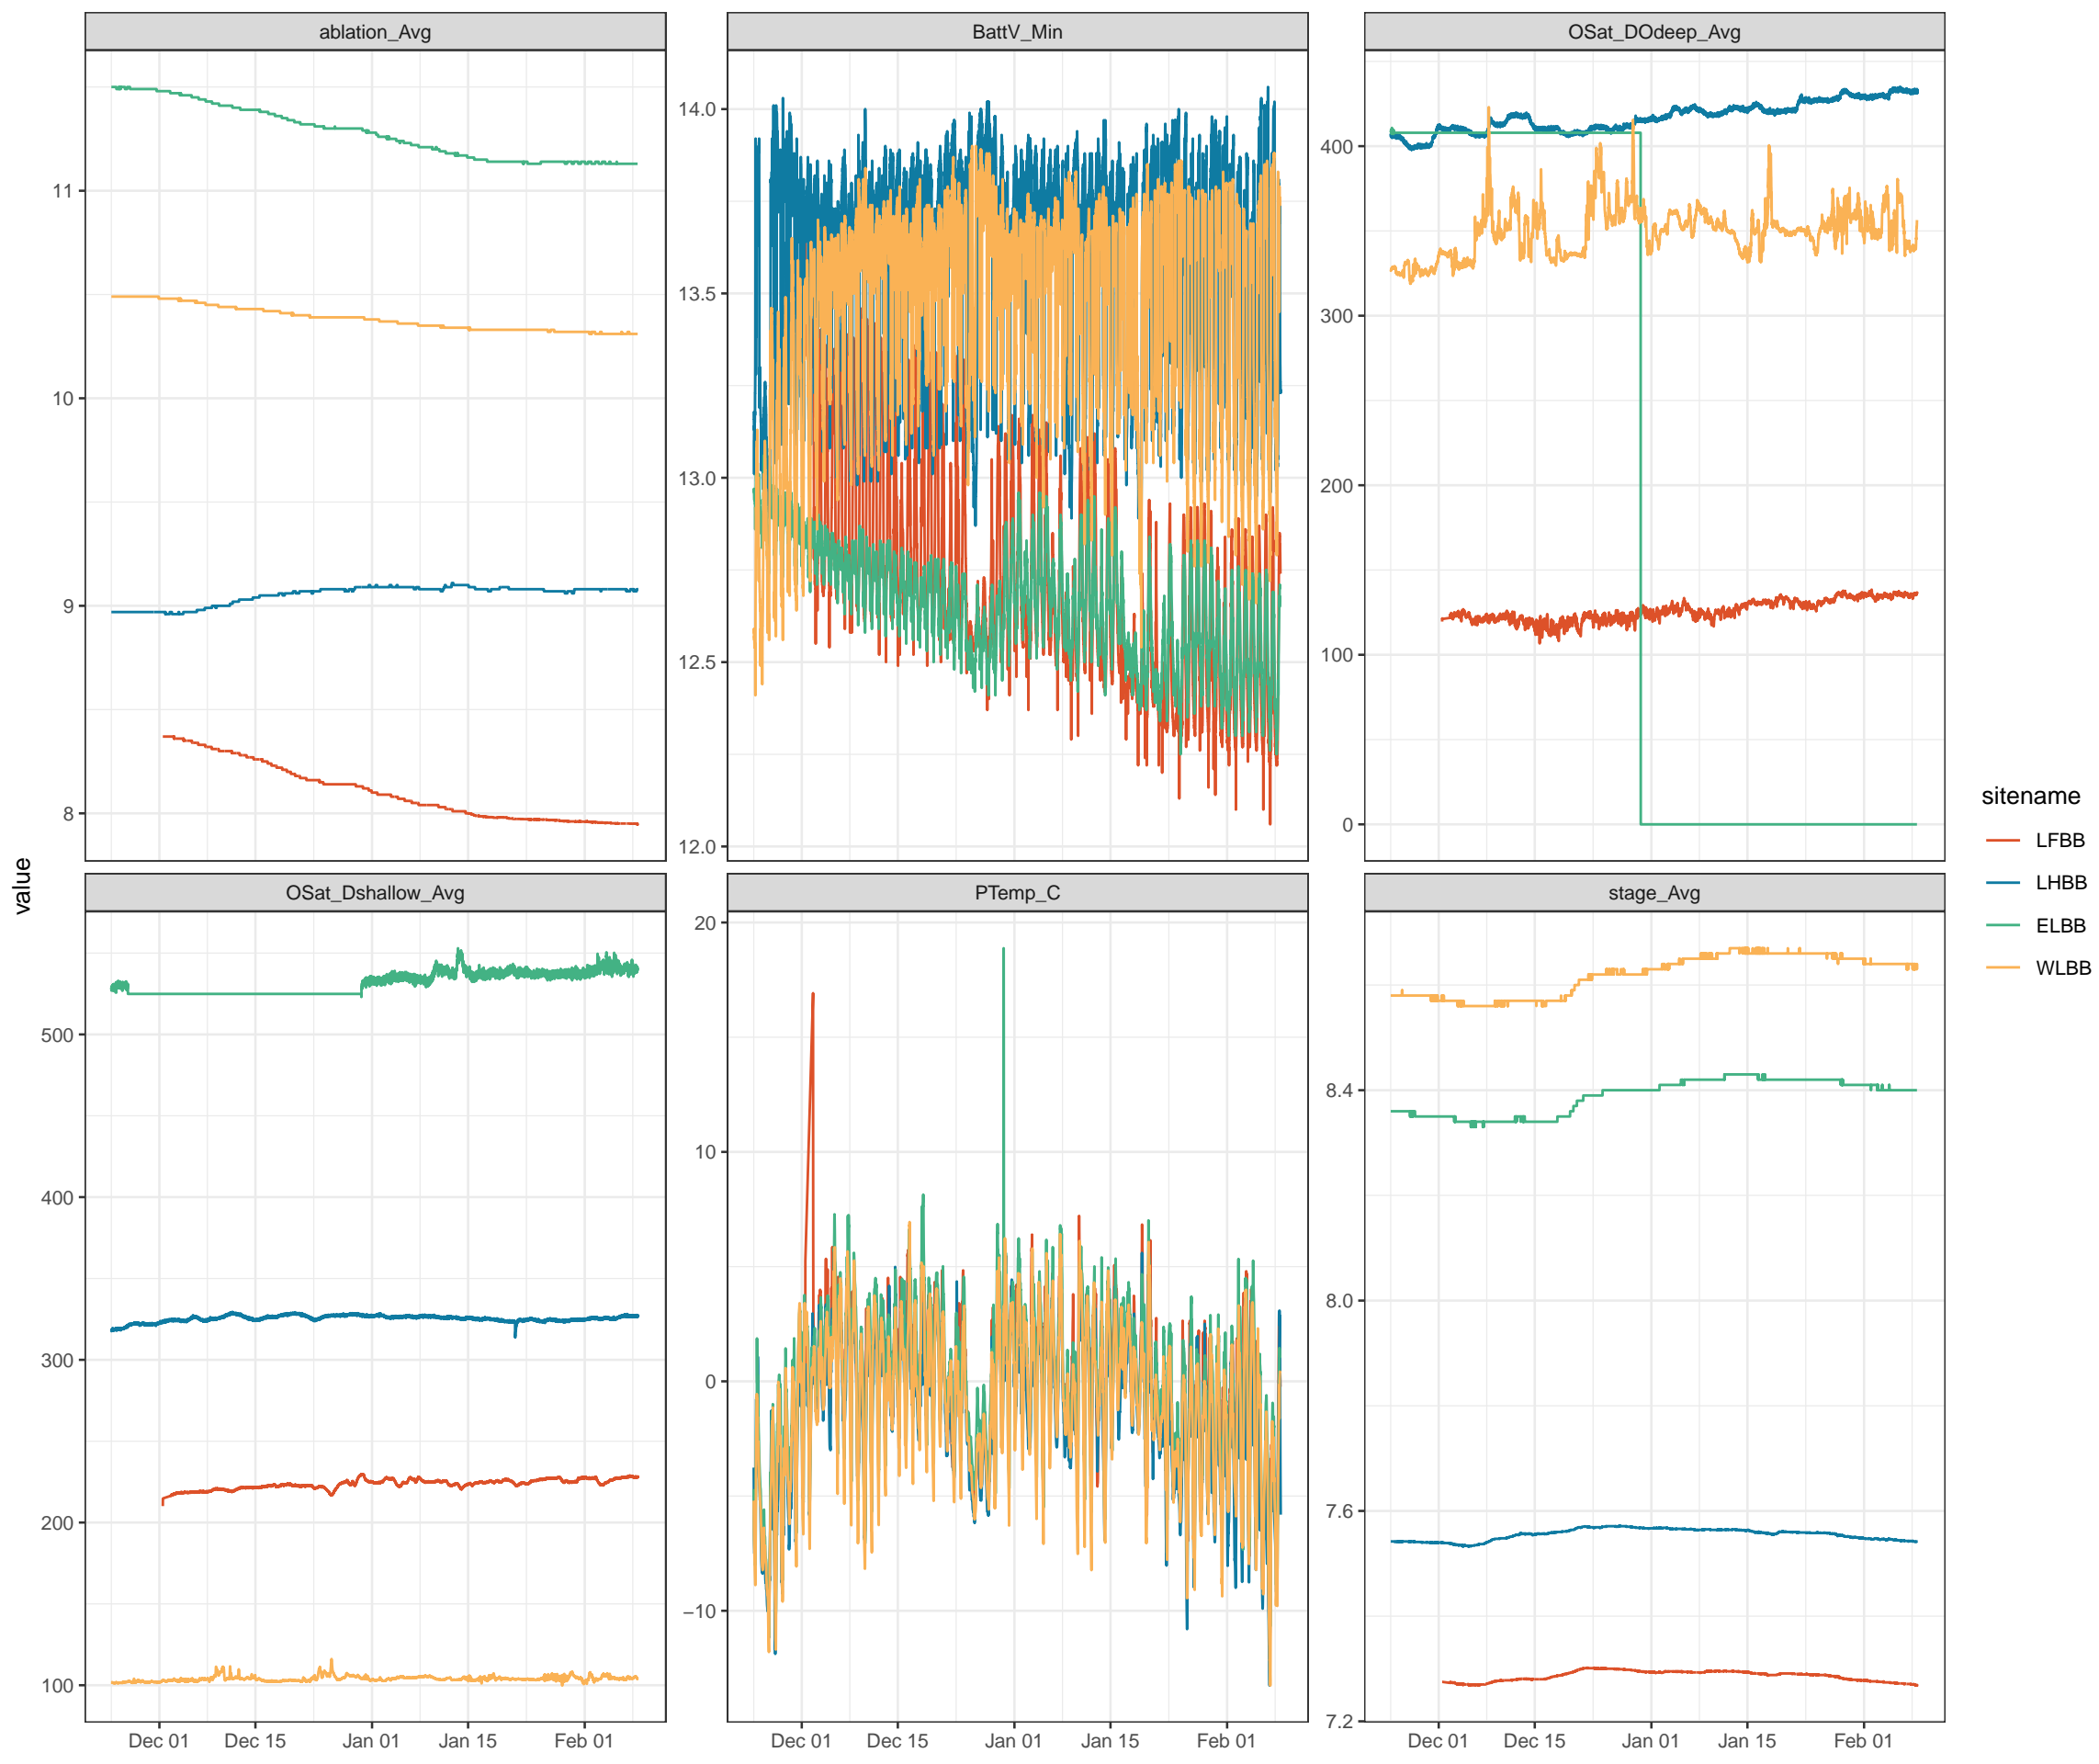 ablation_Avg
BattV_Min
OSat_DOdeep_Avg
11
10
9
8
14.0
13.5
13.0
12.5
12.0
400
300
200
100
0
value
OSat_Dshallow_Avg
PTemp_C
stage_Avg
500
400
300
200
100
20
10
0
−10
8.4
8.0
7.6
7.2
Dec 01 Dec 15 Jan 01 Jan 15 Feb 01
Dec 01 Dec 15 Jan 01 Jan 15 Feb 01
Dec 01 Dec 15 Jan 01 Jan 15 Feb 01
sitename
LFBB
LHBB
ELBB
WLBB